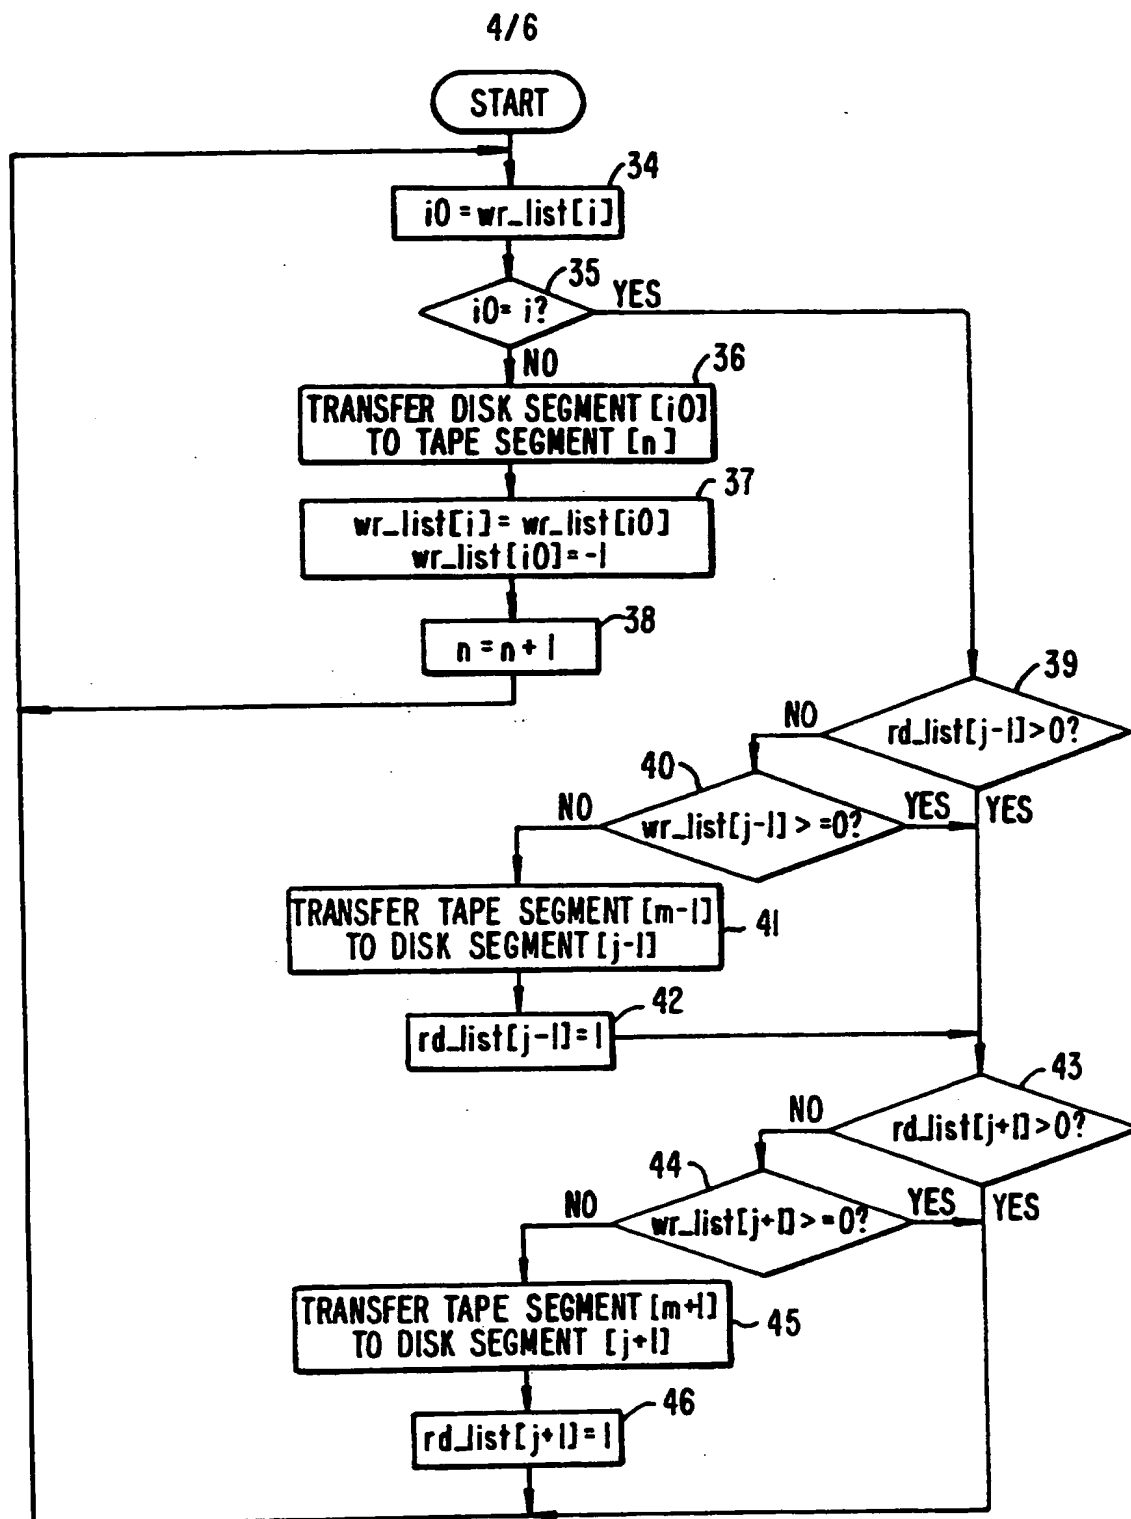 4/6
START
34
i0 = wr_list[i]
35
i0= i?
YES
NO
36
TRANSFER DISK SEGMENT [i0]
TO TAPE SEGMENT [n]
37
wr_list[i] = wr_list[i0]
wr_list[i0]=-1
38
n = n + 1
39
rd_list[j-1]>0?
NO
YES
40
wr_list[j-1] > =0?
NO
YES
TRANSFER TAPE SEGMENT [m-1]
TO DISK SEGMENT [j-1]
41
42
rd_list[j-1]=1
43
rd_list[j+1]>0?
NO
YES
44
wr_list[j+1]> =0?
NO
YES
TRANSFER TAPE SEGMENT [m+1]
TO DISK SEGMENT [j+1]
45
46
rd_list[j+1]=1